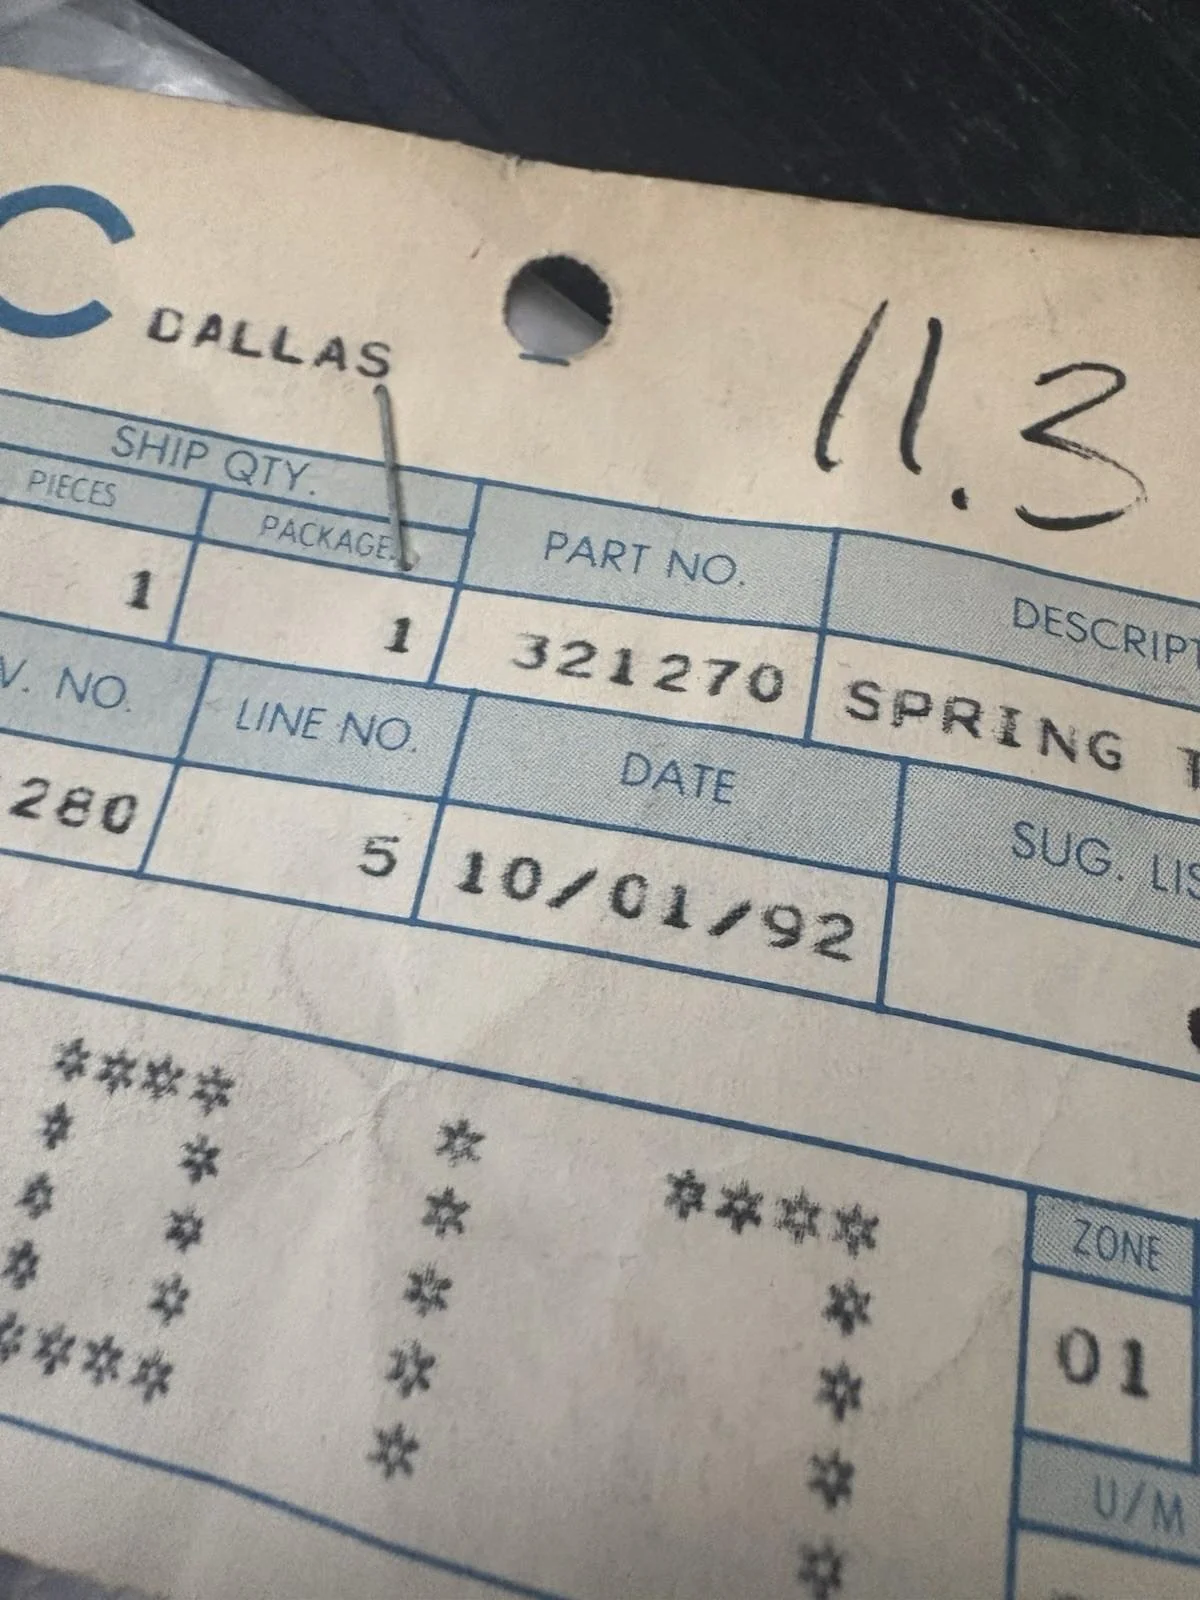 C DALLAS 11.3
SHIP QTY.
PIECES PACKAGE PART NO. DESCRIPT
1 1 321270 SPRING T
V. NO. LINE NO. DATE SUG. LIS
280 5 10/01/92
**** * ****
* * * *
* * * *
* * * *
**** * *
ZONE
01
U/M